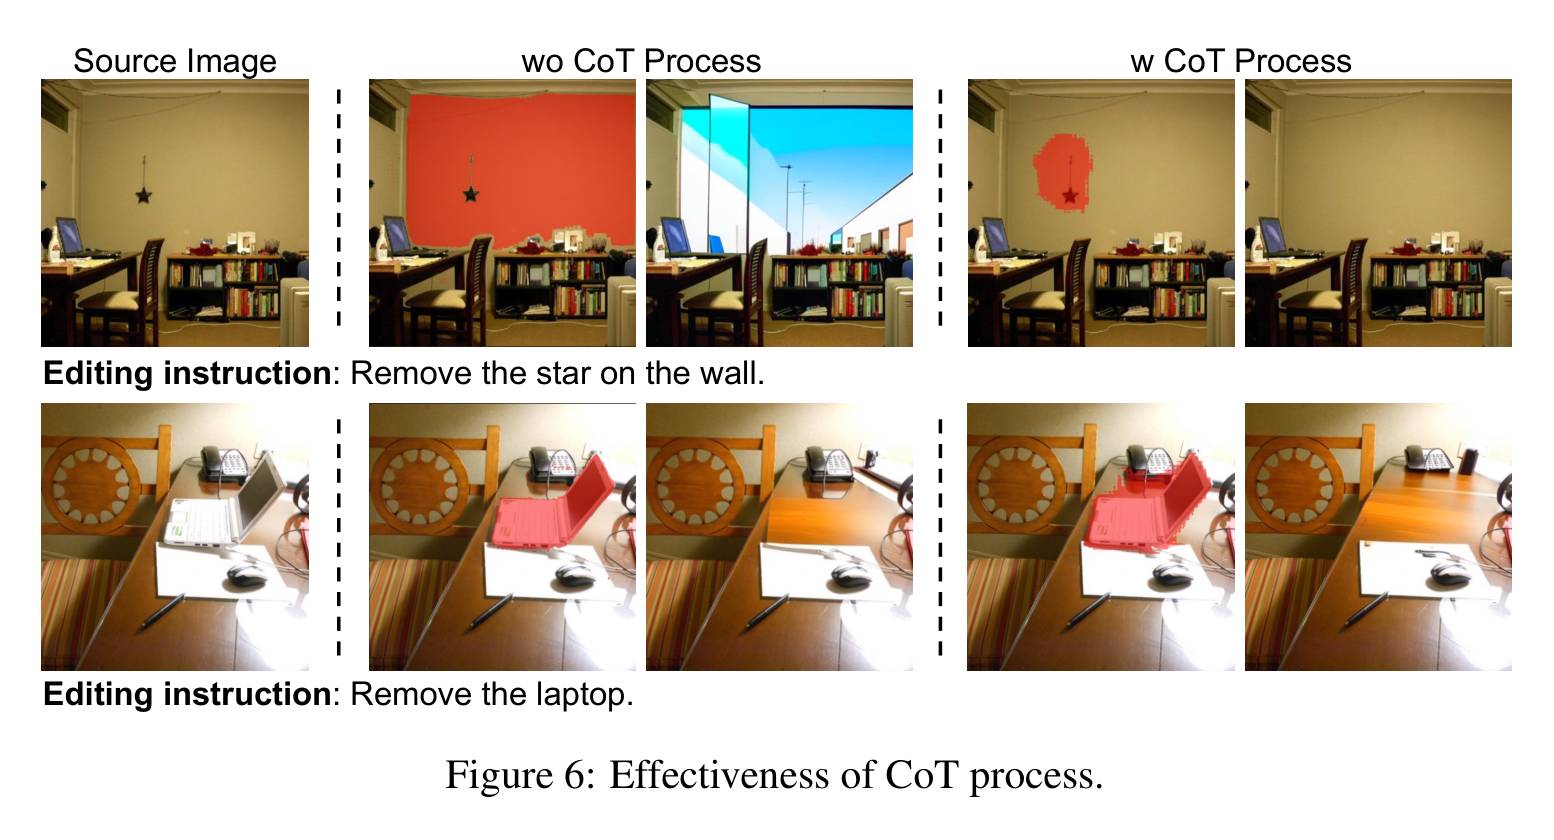 Source Image
wo CoT Process
w CoT Process
Editing instruction: Remove the star on the wall.
Editing instruction: Remove the laptop.
Figure 6: Effectiveness of CoT process.